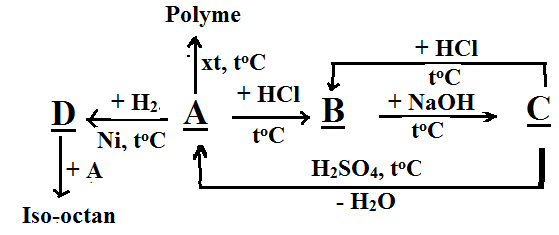 Polyme
xt, t°C
+ HCl
t°C
D
+ H₂
Ni, t°C
A
+ HCl
t°C
B
+ NaOH
t°C
C
+ A
H₂SO₄, t°C
- H₂O
Iso-octan